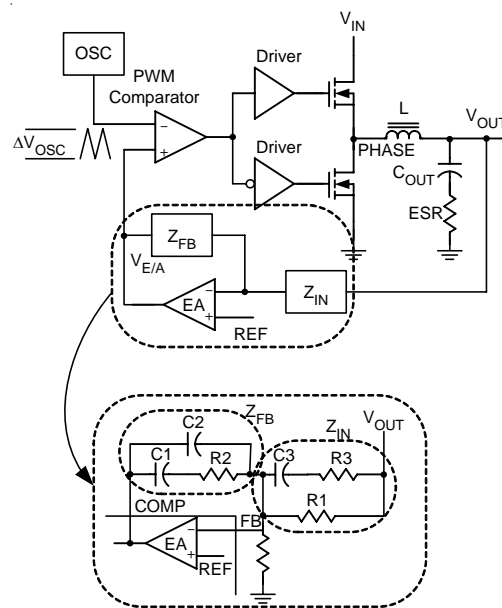 OSC
PWM
Comparator
ΔV_OSC
Driver
Driver
V_IN
L
V_OUT
PHASE
C_OUT
ESR
Z_FB
V_E/A
EA
REF
Z_IN
−
+
−
+
Z_FB
C2
C1
R2
Z_IN
V_OUT
C3
R3
R1
COMP
FB
EA
REF
−
+